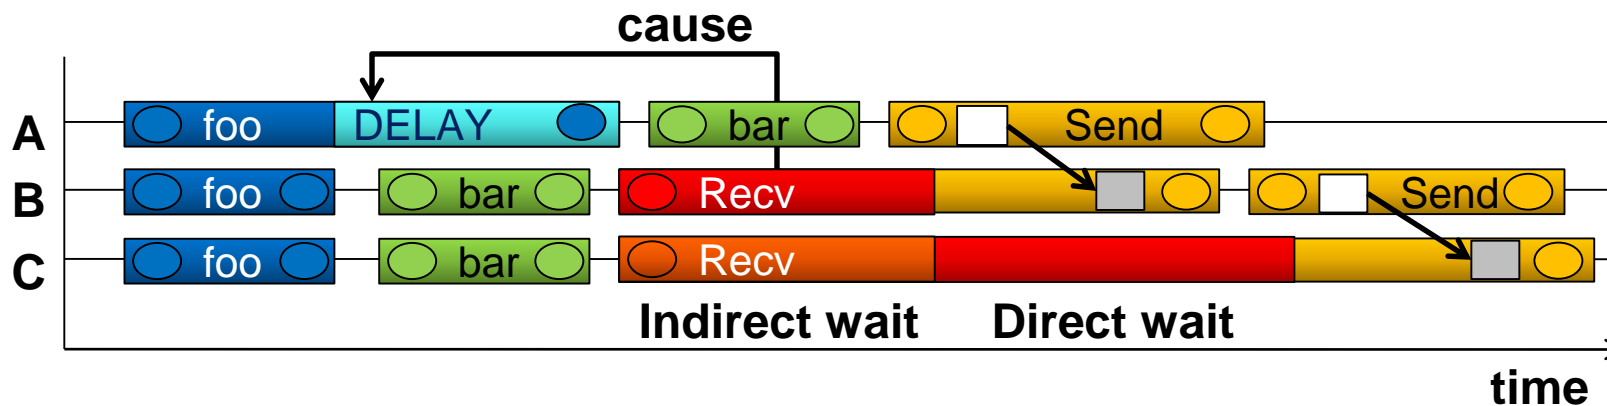 cause
A foo DELAY bar Send
B foo bar Recv Send
C foo bar Recv
Indirect wait Direct wait
time